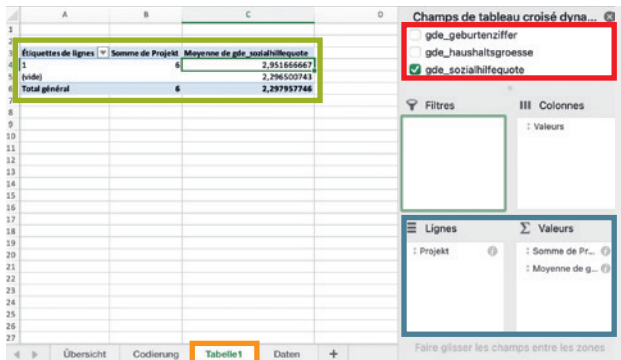 A B C D
1
2
3 Étiquettes de lignes Somme de Projekt Moyenne de gde_sozialhilfequote
4 1 6 2,951666667
5 (vide) 2,296500743
6 Total général 6 2,297957746
7
8
9
10
11
12
13
14
15
16
17
18
19
20
21
22
23
24
25
26
27
Übersicht Codierung Tabelle1 Daten +
Champs de tableau croisé dyna...
gde_geburtenziffer
gde_haushaltsgroesse
gde_sozialhilfequote
Filtres Colonnes
Valeurs
Lignes Σ Valeurs
Projekt Somme de Pr...
Moyenne de g...
Faire glisser les champs entre les zones